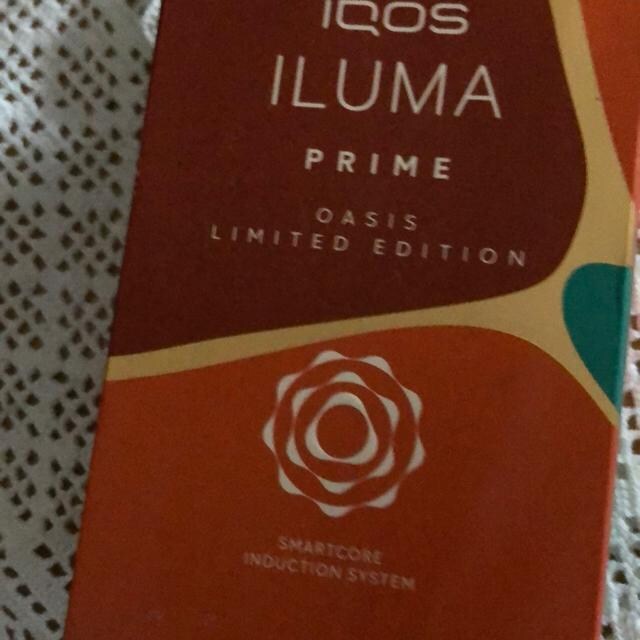 IQOS
ILUMA
PRIME
OASIS
LIMITED EDITION
SMARTCORE
INDUCTION SYSTEM